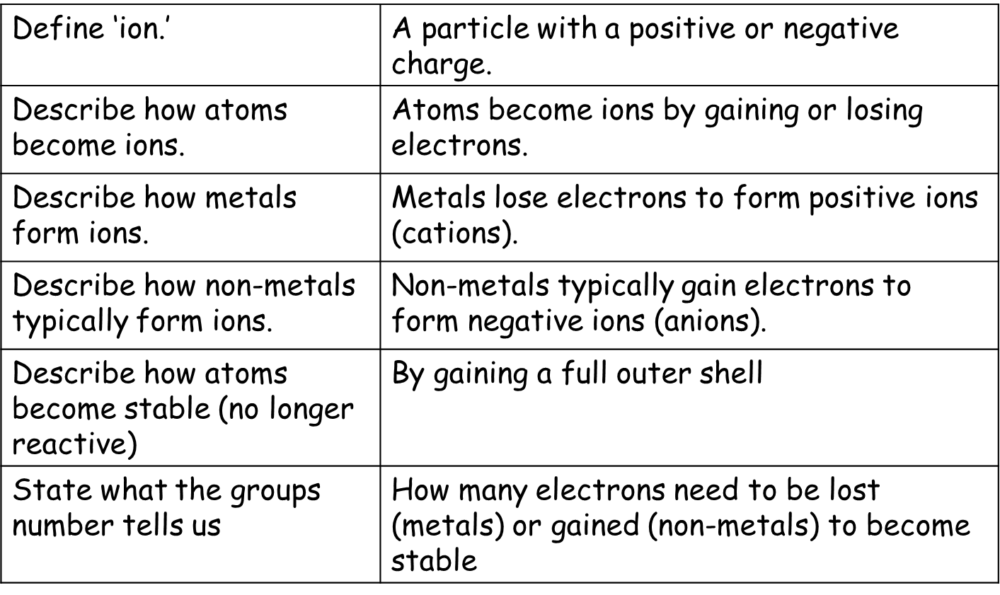 Define ‘ion.’
A particle with a positive or negative
charge.
Describe how atoms
become ions.
Atoms become ions by gaining or losing
electrons.
Describe how metals
form ions.
Metals lose electrons to form positive ions
(cations).
Describe how non-metals
typically form ions.
Non-metals typically gain electrons to
form negative ions (anions).
Describe how atoms
become stable (no longer
reactive)
By gaining a full outer shell
State what the groups
number tells us
How many electrons need to be lost
(metals) or gained (non-metals) to become
stable